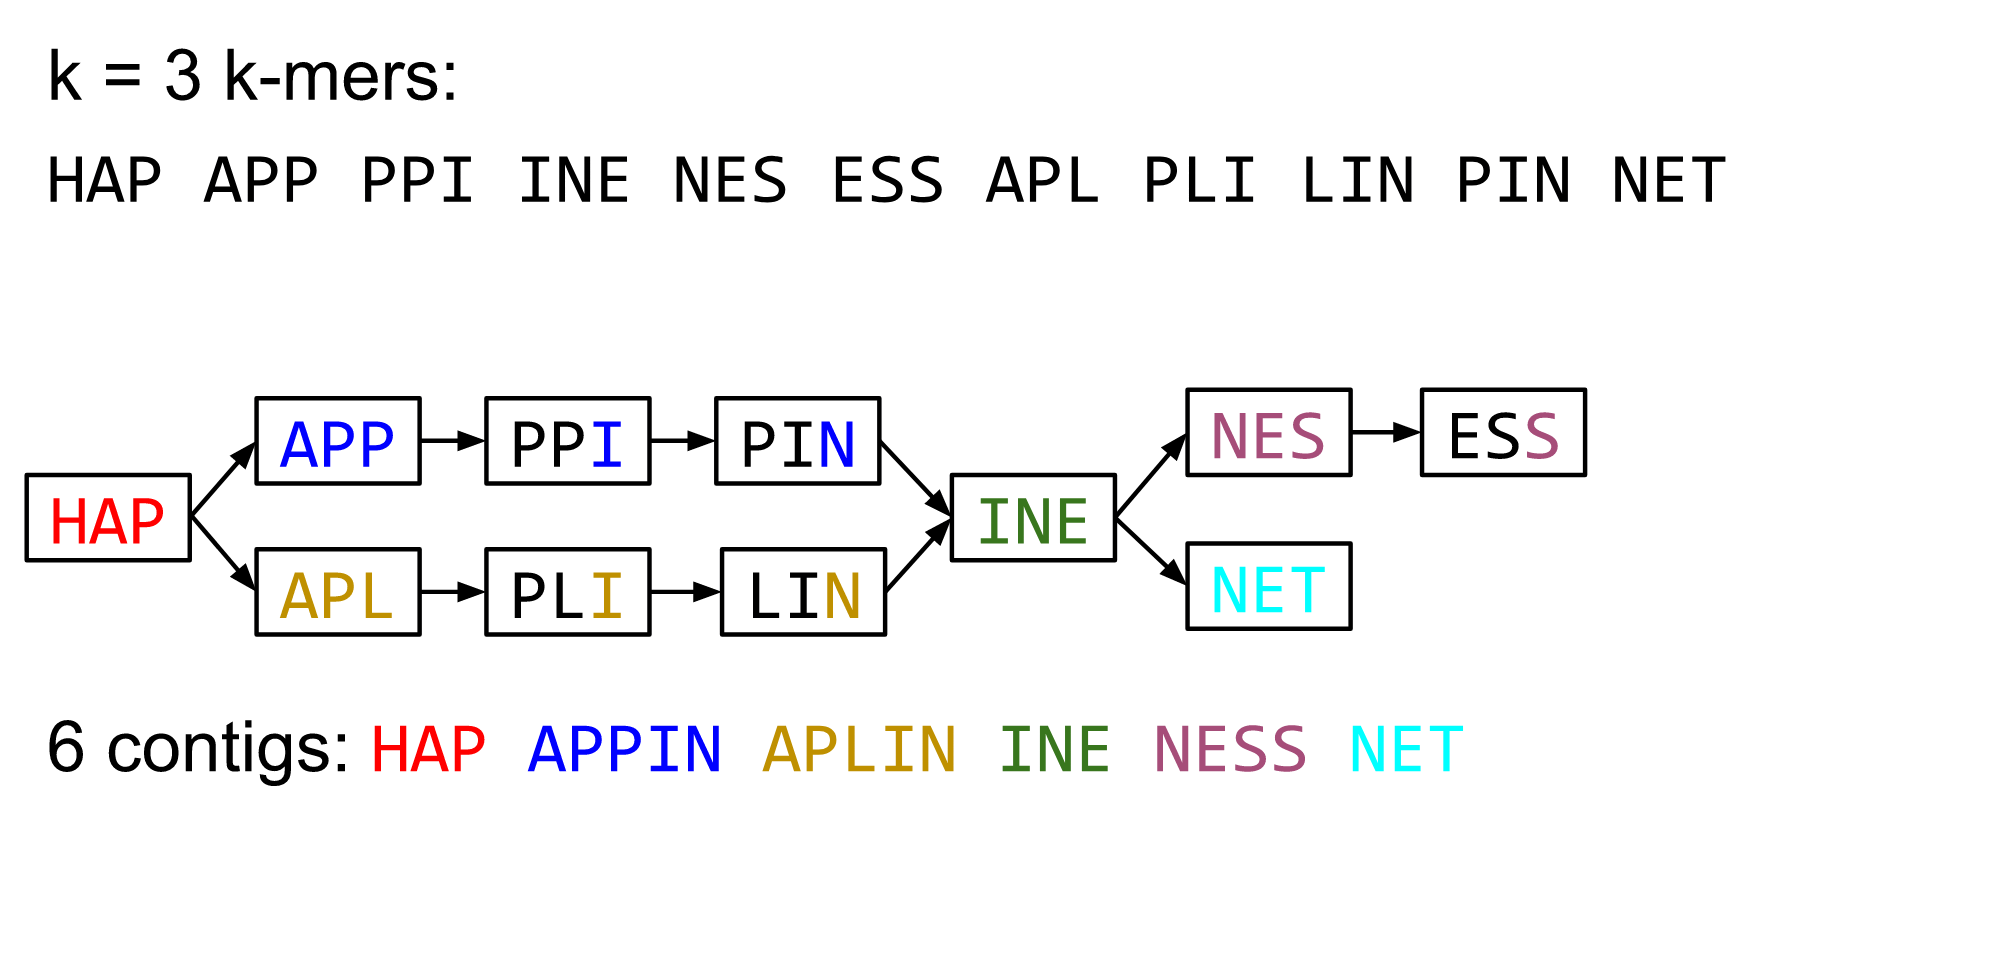 k = 3 k-mers:
HAP APP PPI INE NES ESS APL PLI LIN PIN NET
HAP
APP PPI PIN
APL PLI LIN
INE
NES ESS
NET
6 contigs: HAP APPIN APLIN INE NESS NET